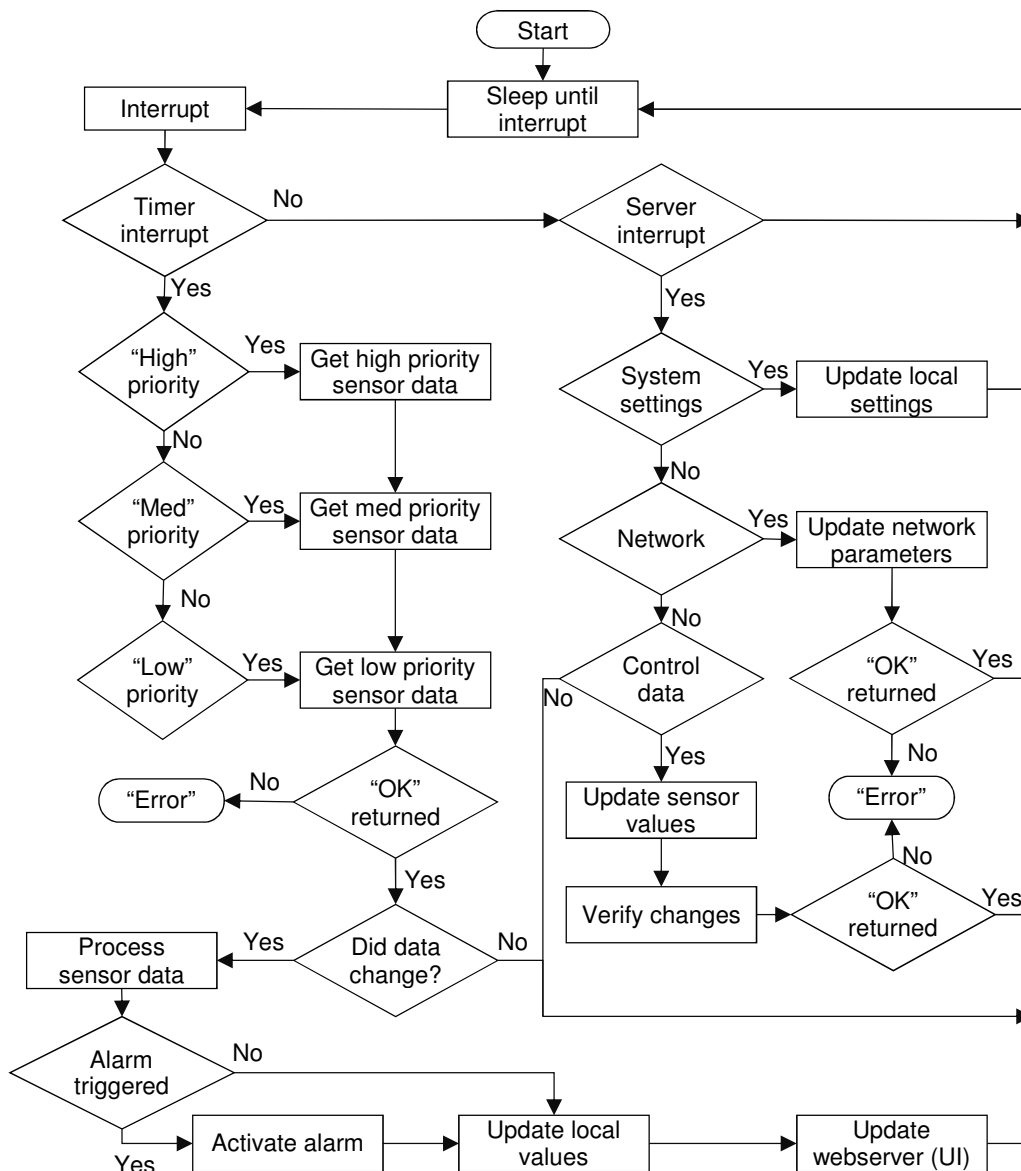 Start
Sleep until
interrupt
Interrupt
Timer
interrupt
No
Server
interrupt
Yes
Yes
“High”
priority
Yes
Get high priority
sensor data
System
settings
Yes
Update local
settings
No
No
“Med”
priority
Yes
Get med priority
sensor data
Network
Yes
Update network
parameters
No
No
“Low”
priority
Yes
Get low priority
sensor data
No
Control
data
“OK”
returned
Yes
Yes
No
“Error”
No
“OK”
returned
Update sensor
values
“Error”
Yes
No
Verify changes
“OK”
returned
Yes
Process
sensor data
Yes
Did data
change?
No
Alarm
triggered
No
Yes
Activate alarm
Update local
values
Update
webserver (UI)